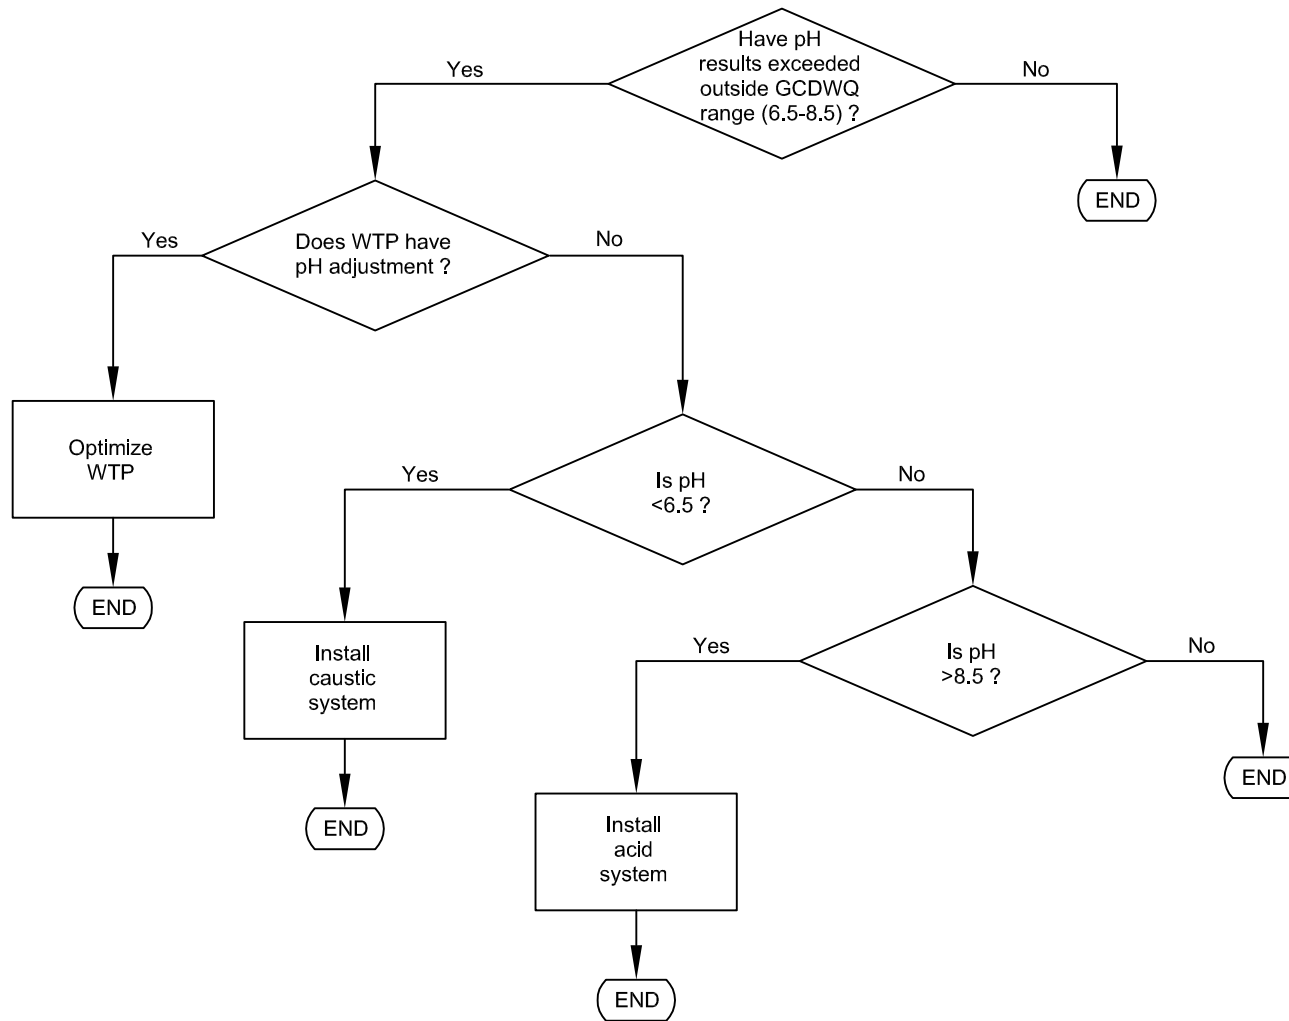 Have pH
results exceeded
outside GCDWQ
range (6.5-8.5) ?
Yes
No
END
Does WTP have
pH adjustment ?
Yes
No
Optimize
WTP
END
Is pH
<6.5 ?
Yes
No
Install
caustic
system
END
Is pH
>8.5 ?
Yes
No
END
Install
acid
system
END